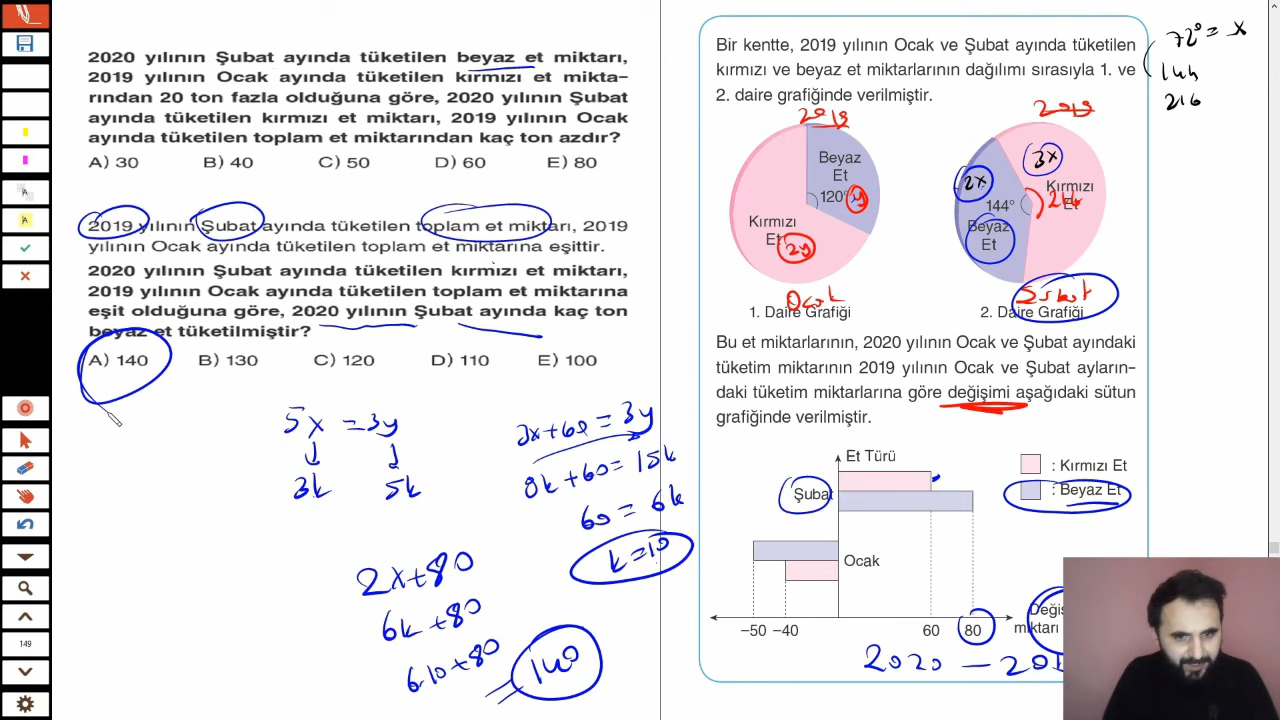 2020 yılının Şubat ayında tüketilen beyaz et miktarı,
2019 yılının Ocak ayında tüketilen kırmızı et mikta-
rından 20 ton fazla olduğuna göre, 2020 yılının Şubat
ayında tüketilen kırmızı et miktarı, 2019 yılının Ocak
ayında tüketilen toplam et miktarından kaç ton azdır?
A) 30 B) 40 C) 50 D) 60 E) 80
2019 yılının Şubat ayında tüketilen toplam et miktarı, 2019
yılının Ocak ayında tüketilen toplam et miktarına eşittir.
2020 yılının Şubat ayında tüketilen kırmızı et miktarı,
2019 yılının Ocak ayında tüketilen toplam et miktarına
eşit olduğuna göre, 2020 yılının Şubat ayında kaç ton
beyaz et tüketilmiştir?
A) 140 B) 130 C) 120 D) 110 E) 100
5x = 3y
3k 5k
3x+60 = 3y
60 = 6k
k = 10
2x+80
6k+80
6.10+80
140
149
Bir kentte, 2019 yılının Ocak ve Şubat ayında tüketilen
kırmızı ve beyaz et miktarlarının dağılımı sırasıyla 1. ve
2. daire grafiğinde verilmiştir.
72° = x
144
216
2019
Beyaz
Et
120° y
Kırmızı
Et 2y
Ocak
1. Daire Grafiği
2019
3x
2x
Kırmızı
Et
144°
Beyaz
Et
Şubat
2. Daire Grafiği
Bu et miktarlarının, 2020 yılının Ocak ve Şubat ayındaki
tüketim miktarının 2019 yılının Ocak ve Şubat ayların-
daki tüketim miktarlarına göre değişimi aşağıdaki sütun
grafiğinde verilmiştir.
Et Türü
: Kırmızı Et
: Beyaz Et
Şubat
Ocak
−50 −40 60 80
miktarı
2020 −